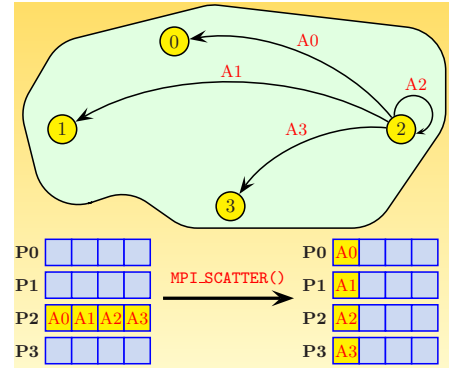 0
A0
A1
A2
1
2
A3
3
P0 P0 A0
MPI_SCATTER()
P1 P1 A1
P2 A0 A1 A2 A3 P2 A2
P3 P3 A3